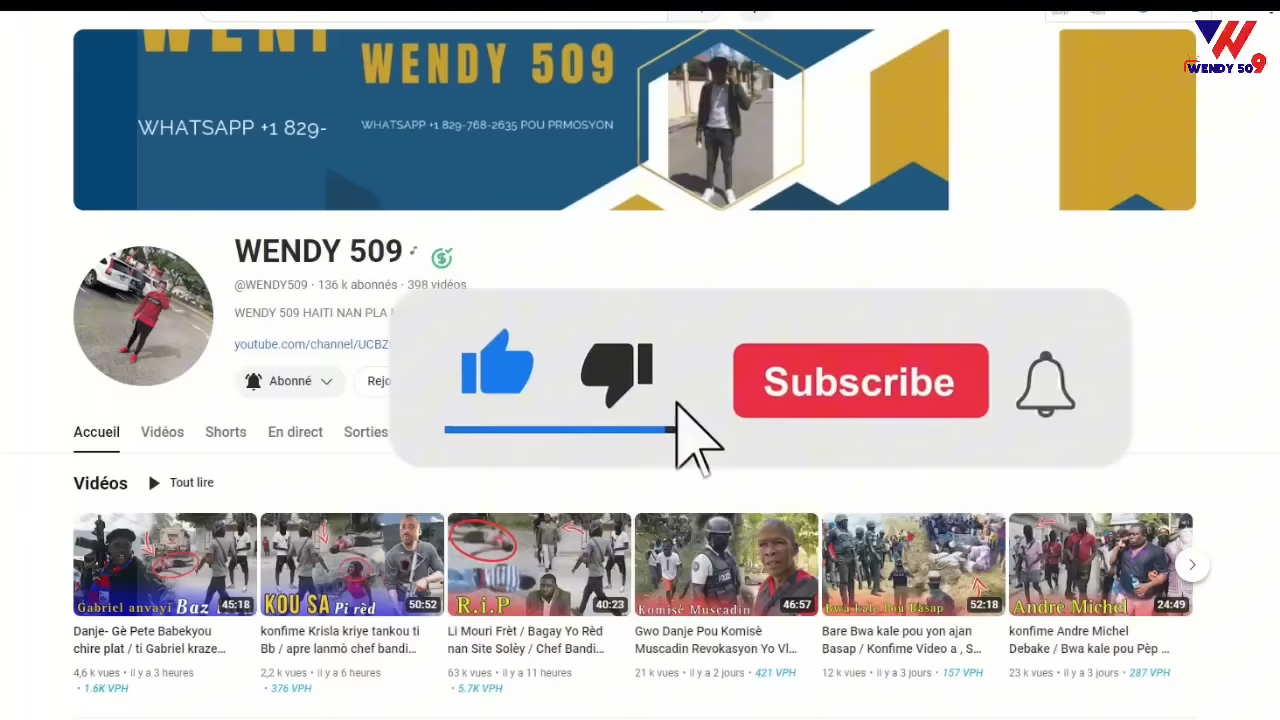 WENDY 509
WENDY 509
WHATSAPP +1 829-
WHATSAPP +1 829-768-2635 POU PRMOSYON
WENDY 509
@WENDY509 · 136 k abonnés · 398 vidéos
WENDY 509 HAITI NAN PLA
youtube.com/channel/UCBZ
Abonné
Rejo
Subscribe
Accueil
Vidéos
Shorts
En direct
Sorties
Vidéos
Tout lire
Gabriel anvayi Baz
45:18
KOU SA Pi rèd
50:52
R.i.P
40:23
Komisè Muscadin
46:57
Bwa kale pou Basap
52:18
Andre Michel
24:49
Danje- Gè Pete Babekyou
chire plat / ti Gabriel kraze...
4,6 k vues • il y a 3 heures
• 1.6K VPH
konfime Krisla kriye tankou ti
Bb / apre lanmò chef bandi...
2,2 k vues • il y a 6 heures
• 376 VPH
Li Mouri Frèt / Bagay Yo Rèd
nan Site Solèy / Chef Bandi...
63 k vues • il y a 11 heures
• 5.7K VPH
Gwo Danje Pou Komisè
Muscadin Revokasyon Yo Vl...
21 k vues • il y a 2 jours • 421 VPH
Bare Bwa kale pou yon ajan
Basap / Konfime Video a , S...
12 k vues • il y a 3 jours • 157 VPH
konfime Andre Michel
Debake / Bwa kale pou Pèp ...
23 k vues • il y a 3 jours • 287 VPH